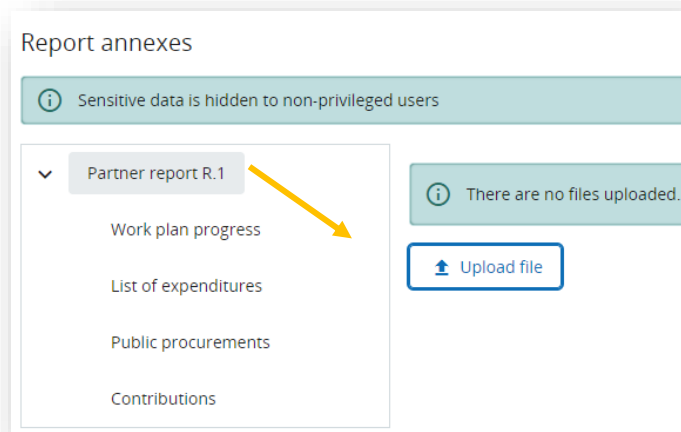 Report annexes
Sensitive data is hidden to non-privileged users
Partner report R.1
There are no files uploaded.
Work plan progress
Upload file
List of expenditures
Public procurements
Contributions